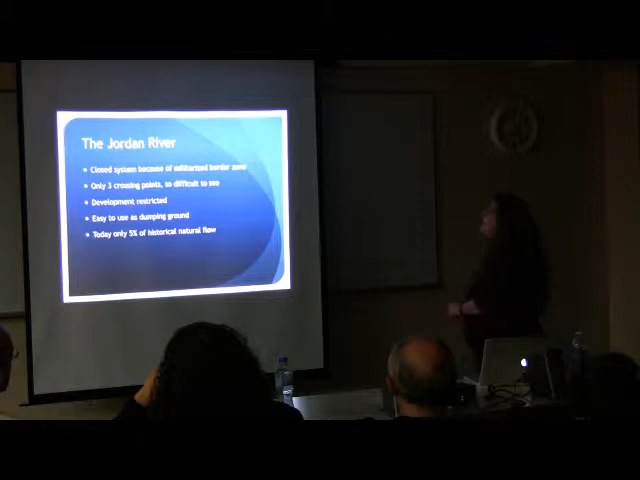 The Jordan River
Closed system because of militarized border zone
Only 3 crossing points, so difficult to see
Development restricted
Easy to use as dumping ground
Today only 5% of historical natural flow